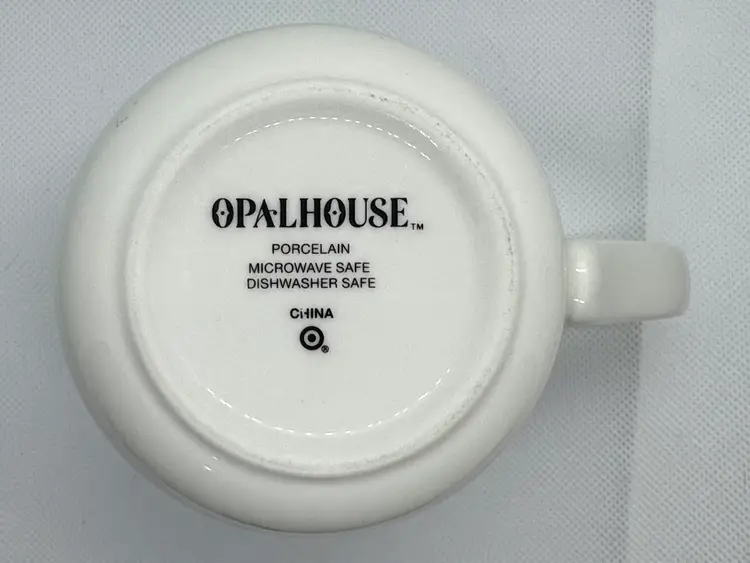 OPALHOUSE™
PORCELAIN
MICROWAVE SAFE
DISHWASHER SAFE
CHINA
®